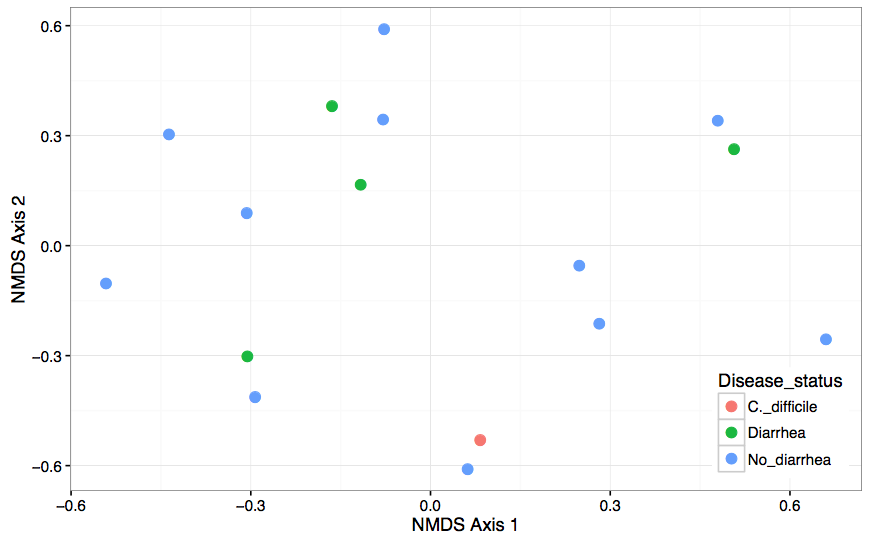 0.6
0.3
0.0
−0.3
−0.6
NMDS Axis 2
−0.6 −0.3 0.0 0.3 0.6
NMDS Axis 1
Disease_status
C._difficile
Diarrhea
No_diarrhea